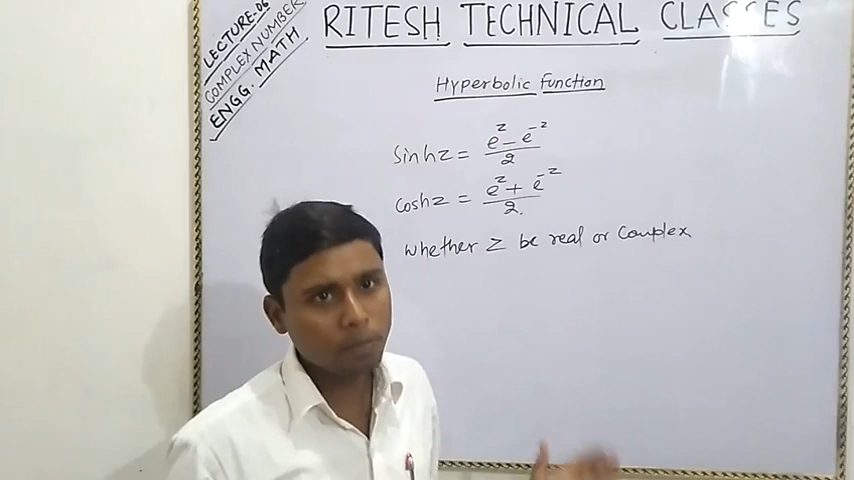 LECTURE-06
COMPLEX NUMBER
ENGG. MATH.
RITESH TECHNICAL CLASSES
Hyperbolic Function
Sinhz = (e^z - e^-z)/2
Coshz = (e^z + e^-z)/2.
Whether Z be real or Complex